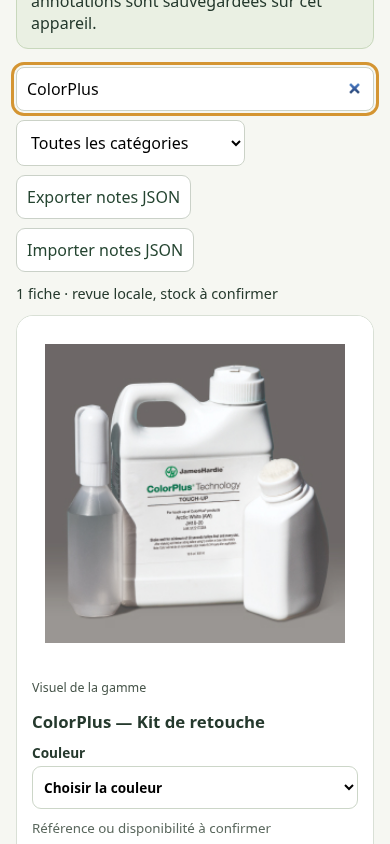 annotations sont sauvegardées sur cet
appareil.
ColorPlus
Toutes les catégories
Exporter notes JSON
Importer notes JSON
1 fiche · revue locale, stock à confirmer
JamesHardie
ColorPlus® Technology
TOUCH-UP
Arctic White
Visuel de la gamme
ColorPlus — Kit de retouche
Couleur
Choisir la couleur
Référence ou disponibilité à confirmer